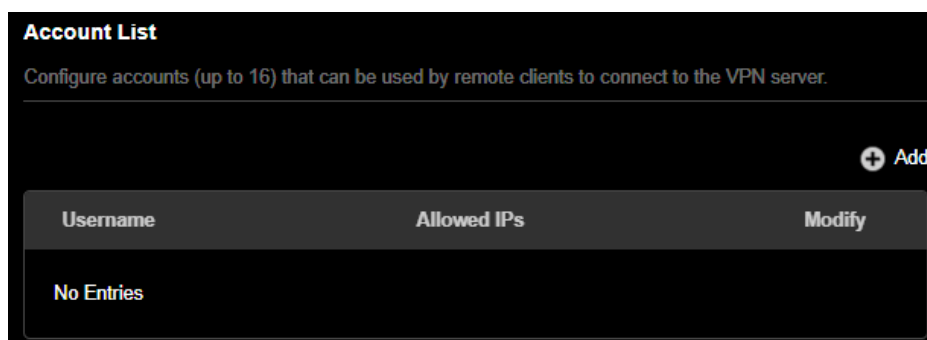 Account List
Configure accounts (up to 16) that can be used by remote clients to connect to the VPN server.
Add
Username Allowed IPs Modify
No Entries